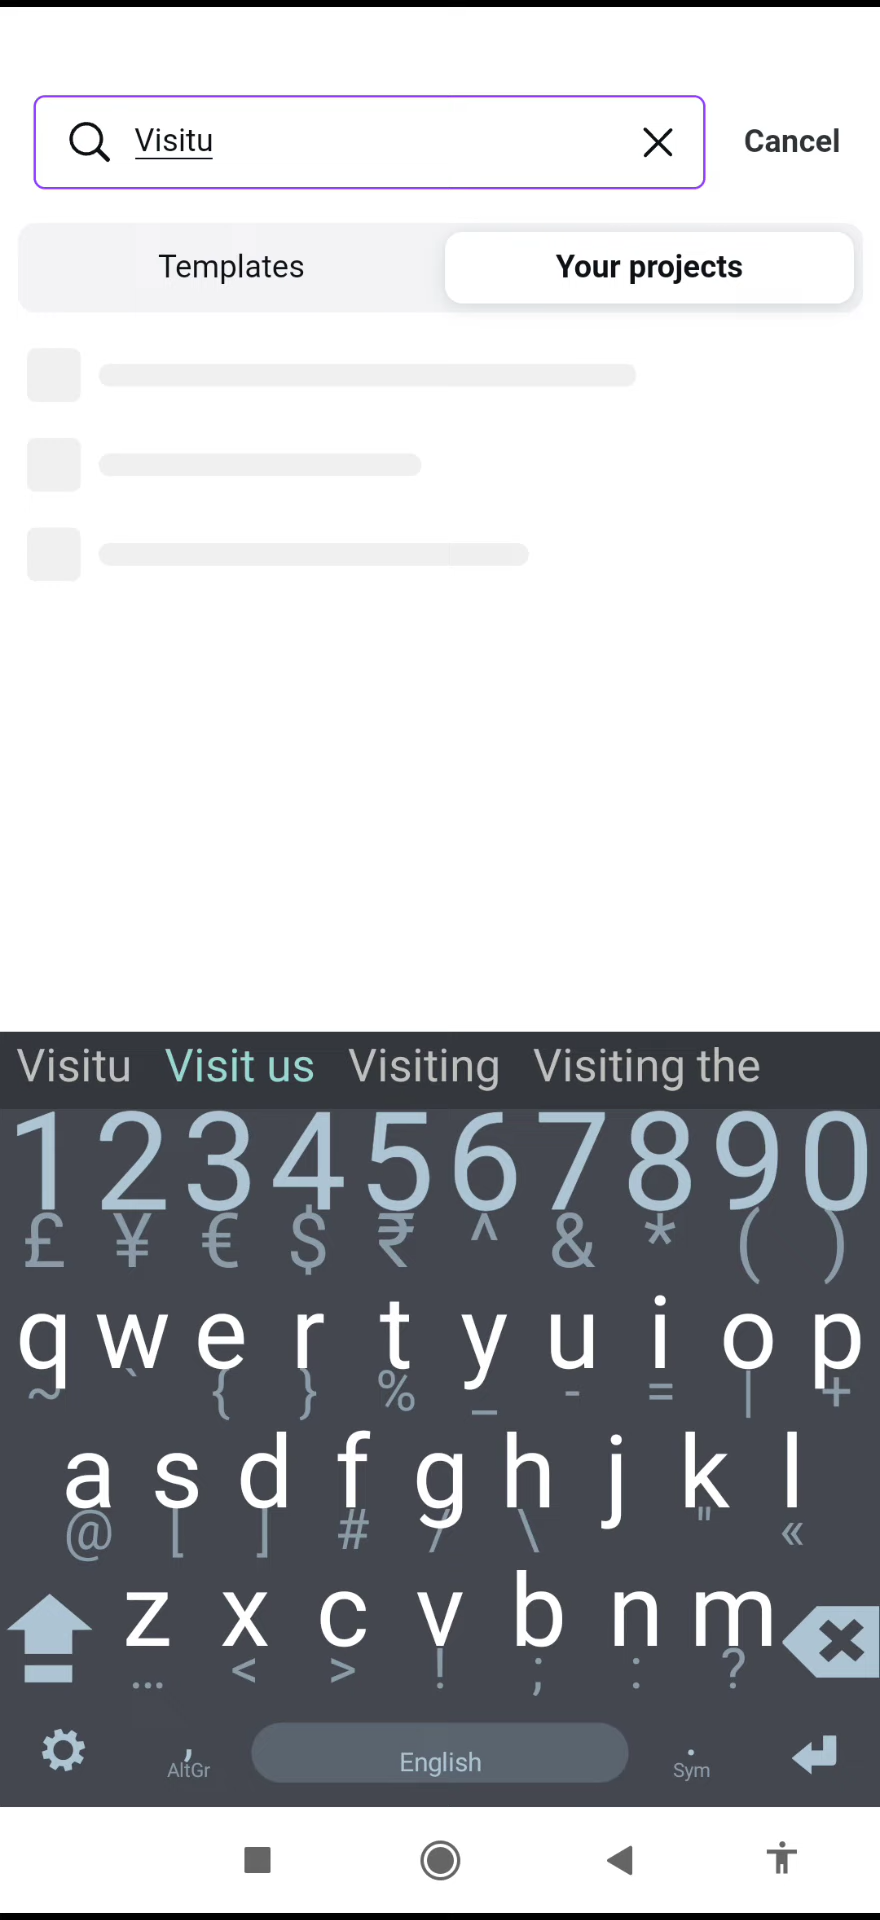 Visitu
Cancel
Templates
Your projects
Visitu Visit us Visiting Visiting the
1 2 3 4 5 6 7 8 9 0
£ ¥ € $ ₹ ^ & * ( )
q w e r t y u i o p
~ ` { } % _ - = | +
a s d f g h j k l
@ [ ] # / \ " «
z x c v b n m
… < > ! ; : ?
, English .
AltGr Sym